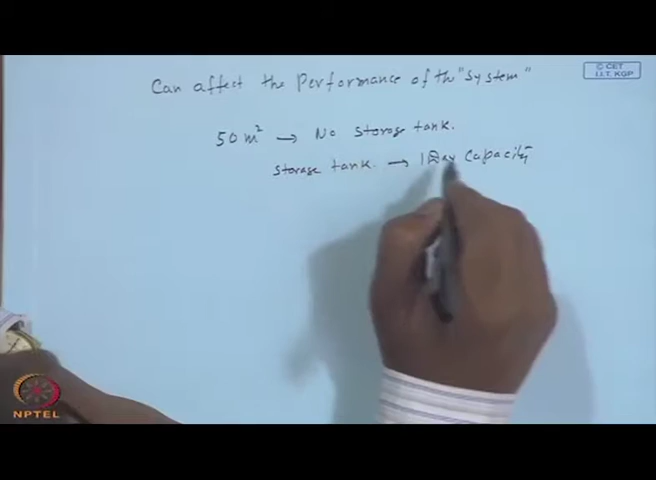 Can affect the Performance of the "System"
© CET
I.I.T. KGP
50 m² → No storage tank.
storage tank. → 1 Day Capacity
NPTEL